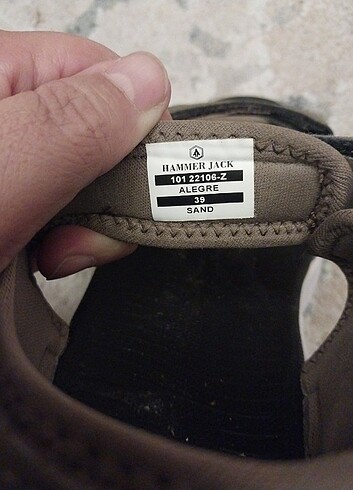 HAMMER JACK
101 22106-Z
ALEGRE
39
SAND